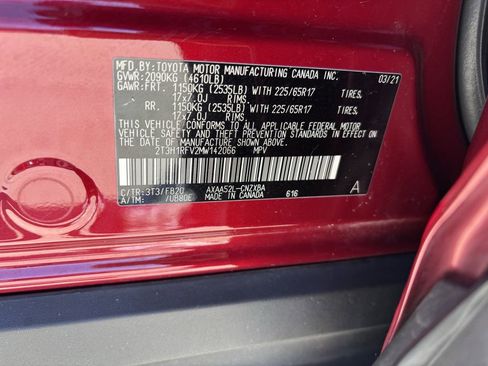 MFD.BY:TOYOTA MOTOR MANUFACTURING CANADA INC. 03/21
GVWR:2090KG (4610LB)
GAWR:FRT. 1150KG (2535LB) WITH 225/65R17 TIRES,
17x7.0J RIMS,
RR. 1150KG (2535LB) WITH 225/65R17 TIRES,
17x7.0J RIMS,
THIS VEHICLE CONFORMS TO ALL APPLICABLE FEDERAL MOTOR
VEHICLE SAFETY AND THEFT PREVENTION STANDARDS IN EFFECT ON
THE DATE OF MANUFACTURE SHOWN ABOVE.
2T3H1RFV2MW142066 MPV
C/TR:3T3/FB20 AXAA52L-CNZXBA A
A/TM: /UB80E MADE IN CANADA 616